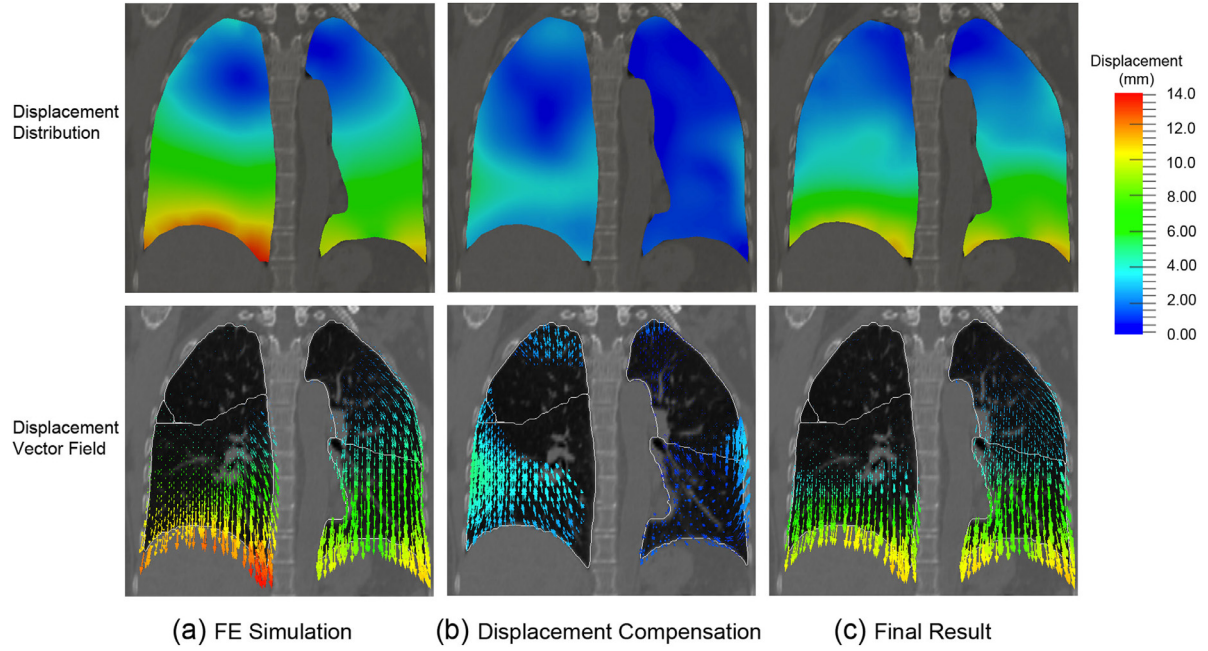 Displacement
(mm)
14.0
12.0
10.0
8.00
6.00
4.00
2.00
0.00
Displacement
Distribution
Displacement
Vector Field
(a) FE Simulation
(b) Displacement Compensation
(c) Final Result